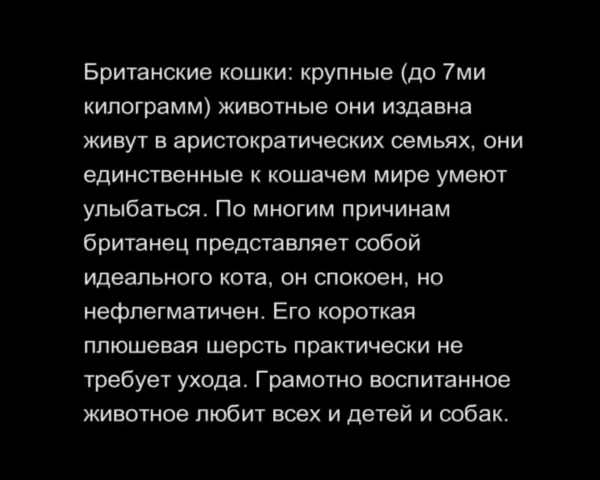 Британские кошки: крупные (до 7ми
килограмм) животные они издавна
живут в аристократических семьях, они
единственные к кошачем мире умеют
улыбаться. По многим причинам
британец представляет собой
идеального кота, он спокоен, но
нефлегматичен. Его короткая
плюшевая шерсть практически не
требует ухода. Грамотно воспитанное
животное любит всех и детей и собак.